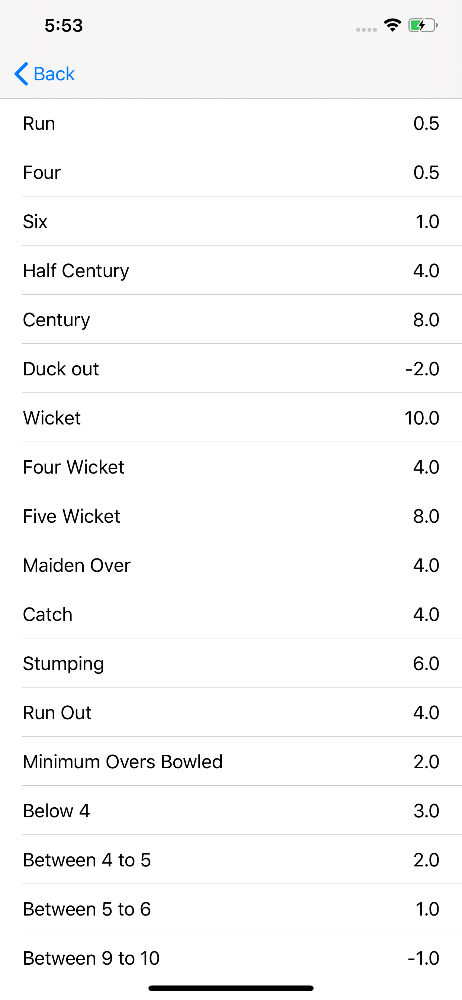 5:53
Back
Run 0.5
Four 0.5
Six 1.0
Half Century 4.0
Century 8.0
Duck out -2.0
Wicket 10.0
Four Wicket 4.0
Five Wicket 8.0
Maiden Over 4.0
Catch 4.0
Stumping 6.0
Run Out 4.0
Minimum Overs Bowled 2.0
Below 4 3.0
Between 4 to 5 2.0
Between 5 to 6 1.0
Between 9 to 10 -1.0